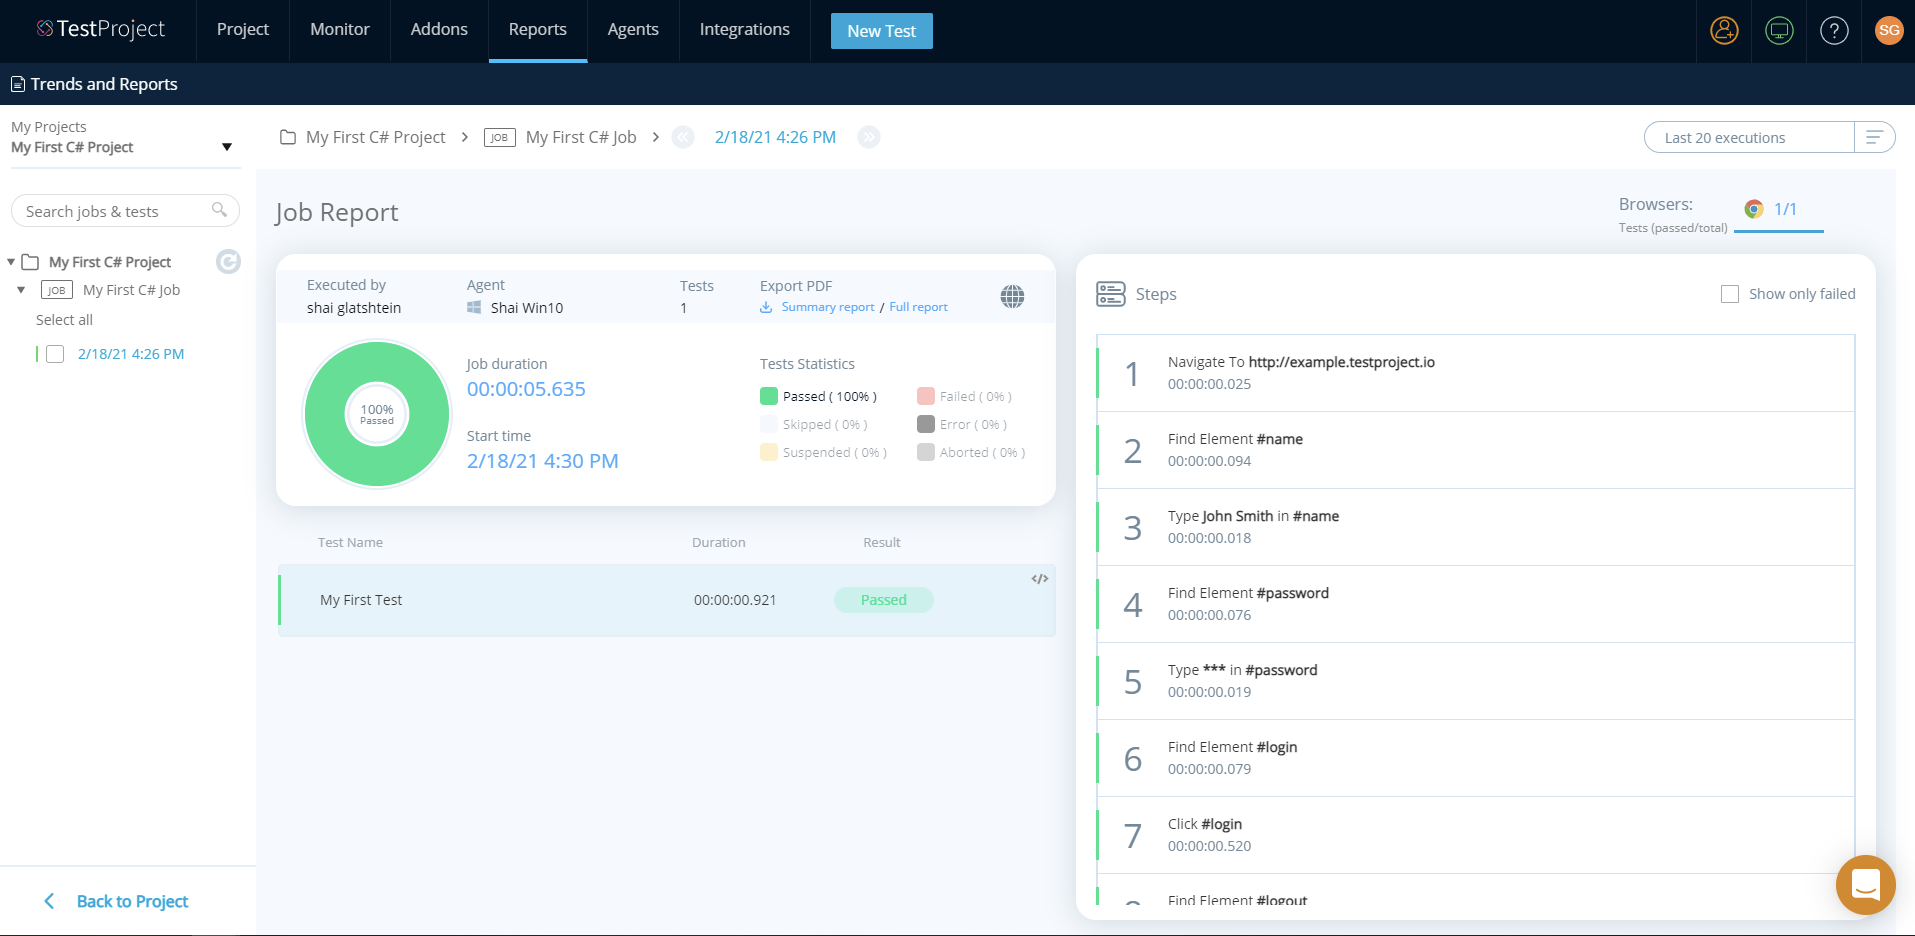 TestProject
Project
Monitor
Addons
Reports
Agents
Integrations
New Test
?
SG
Trends and Reports
My Projects
My First C# Project
Search jobs & tests
My First C# Project
JOB My First C# Job
Select all
2/18/21 4:26 PM
Back to Project
My First C# Project > JOB My First C# Job > « 2/18/21 4:26 PM »
Last 20 executions
Job Report
Browsers:
Tests (passed/total)
1/1
Executed by
shai glatshtein
Agent
Shai Win10
Tests
1
Export PDF
Summary report / Full report
100%
Passed
Job duration
00:00:05.635
Start time
2/18/21 4:30 PM
Tests Statistics
Passed ( 100% )
Failed ( 0% )
Skipped ( 0% )
Error ( 0% )
Suspended ( 0% )
Aborted ( 0% )
Test Name
Duration
Result
</>
My First Test
00:00:00.921
Passed
Steps
Show only failed
1
Navigate To http://example.testproject.io
00:00:00.025
2
Find Element #name
00:00:00.094
3
Type John Smith in #name
00:00:00.018
4
Find Element #password
00:00:00.076
5
Type *** in #password
00:00:00.019
6
Find Element #login
00:00:00.079
7
Click #login
00:00:00.520
Find Element #logout